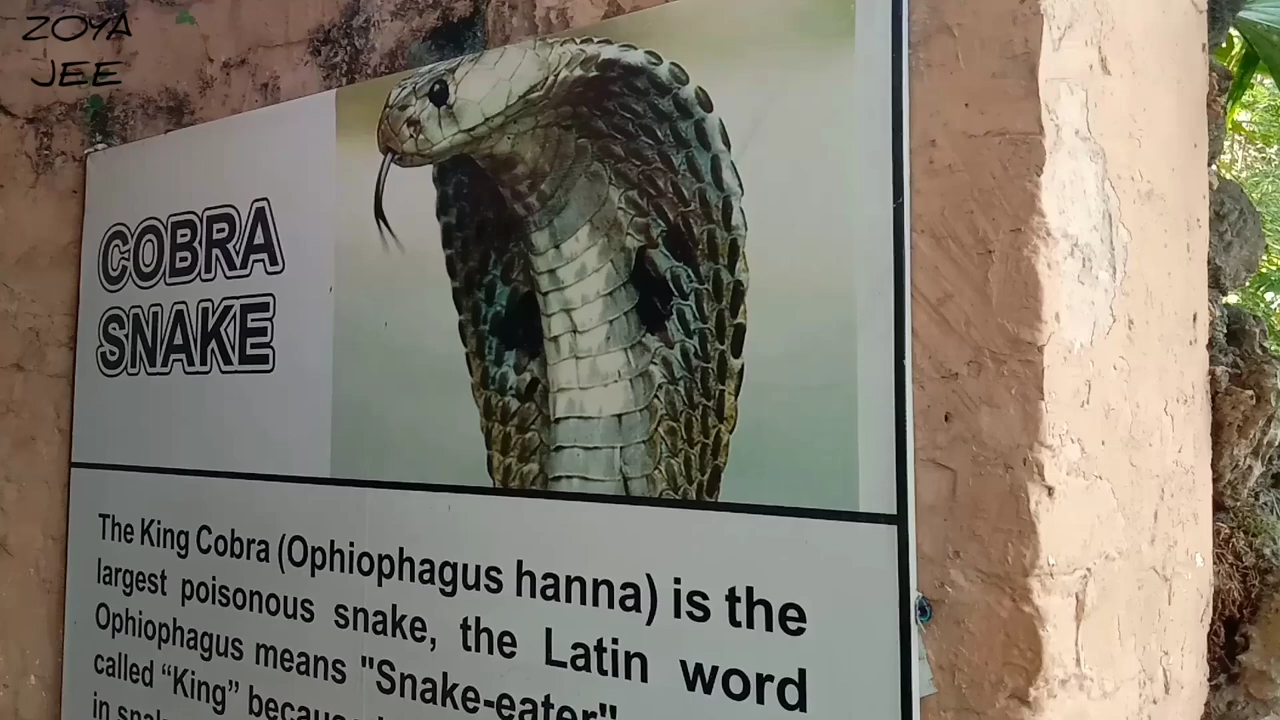 ZOYA
JEE
COBRA
SNAKE
The King Cobra (Ophiophagus hanna) is the
largest poisonous snake, the Latin word
Ophiophagus means "Snake-eater"
called “King”
in